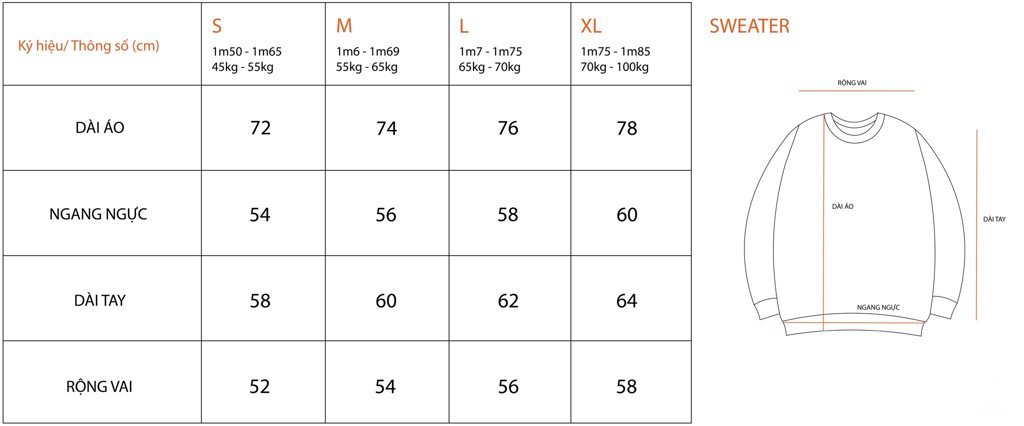 Ký hiệu/ Thông số (cm)
S
1m50 - 1m65
45kg - 55kg
M
1m6 - 1m69
55kg - 65kg
L
1m7 - 1m75
65kg - 70kg
XL
1m75 - 1m85
70kg - 100kg
DÀI ÁO 72 74 76 78
NGANG NGỰC 54 56 58 60
DÀI TAY 58 60 62 64
RỘNG VAI 52 54 56 58
SWEATER
RỘNG VAI
DÀI ÁO
DÀI TAY
NGANG NGỰC